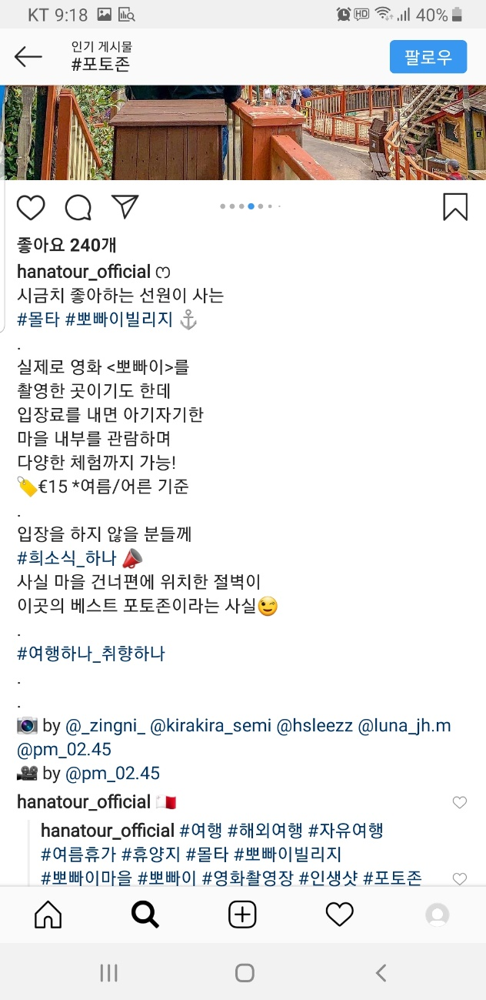 KT 9:18 HD 40%
인기 게시물
#포토존
팔로우
좋아요 240개
hanatour_official ෆ
시금치 좋아하는 선원이 사는
#몰타 #뽀빠이빌리지 ⚓
.
실제로 영화 <뽀빠이>를
촬영한 곳이기도 한데
입장료를 내면 아기자기한
마을 내부를 관람하며
다양한 체험까지 가능!
🏷️€15 *여름/어른 기준
.
입장을 하지 않을 분들께
#희소식_하나 📣
사실 마을 건너편에 위치한 절벽이
이곳의 베스트 포토존이라는 사실😉
.
#여행하나_취향하나
.
.
📷 by @_zingni_ @kirakira_semi @hsleezz @luna_jh.m
@pm_02.45
🎥 by @pm_02.45
hanatour_official 🇲🇹
hanatour_official #여행 #해외여행 #자유여행
#여름휴가 #휴양지 #몰타 #뽀빠이빌리지
#뽀빠이마을 #뽀빠이 #영화촬영장 #인생샷 #포토존